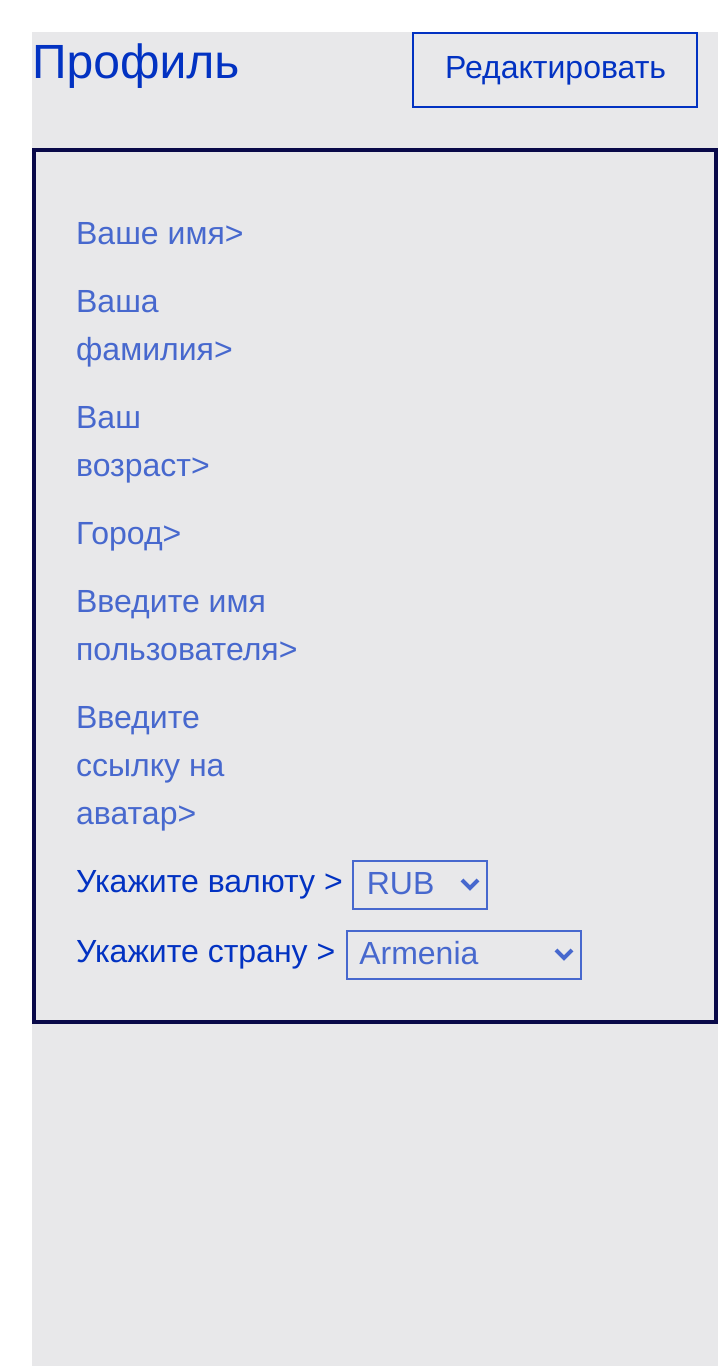 Профиль
Редактировать
Ваше имя>
Ваша
фамилия>
Ваш
возраст>
Город>
Введите имя
пользователя>
Введите
ссылку на
аватар>
Укажите валюту > RUB
Укажите страну > Armenia